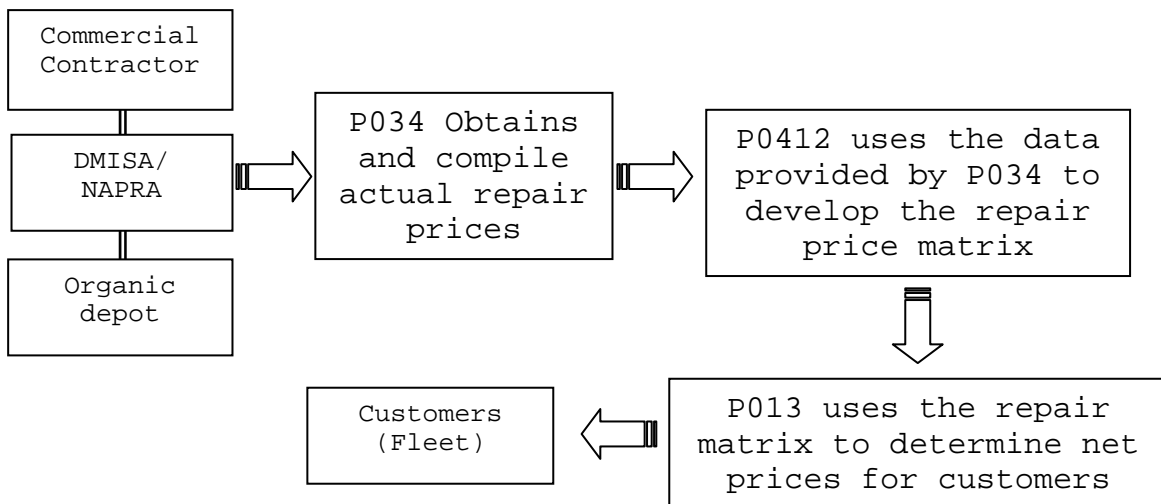 Commercial
Contractor
DMISA/
NAPRA
Organic
depot
P034 Obtains
and compile
actual repair
prices
P0412 uses the data
provided by P034 to
develop the repair
price matrix
P013 uses the repair
matrix to determine net
prices for customers
Customers
(Fleet)